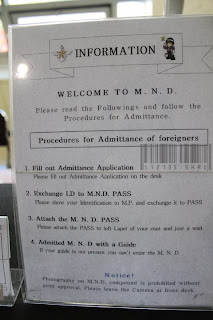 INFORMATION
WELCOME TO M. N. D.
Please read the Followings and follow the
Procedures for Admittance.
Procedures for Admittance of foreigners
1. Fill out Admittance Application
Please fill out Admittance Application on the desk
2. Exchange I.D to M.N.D. PASS
Please show your Identification to M.P. and exchange it to PASS
3. Attach the M. N. D. PASS
Please attach the PASS to left Lapel of your coat and just a wait.
4. Admitted M. N. D with a Guide
If your guide is not present you can't enter the M. N. D
Notice!
Photography on M.N.D. compound is prohibited without
prior approval. Please leave the Camera at front desk.